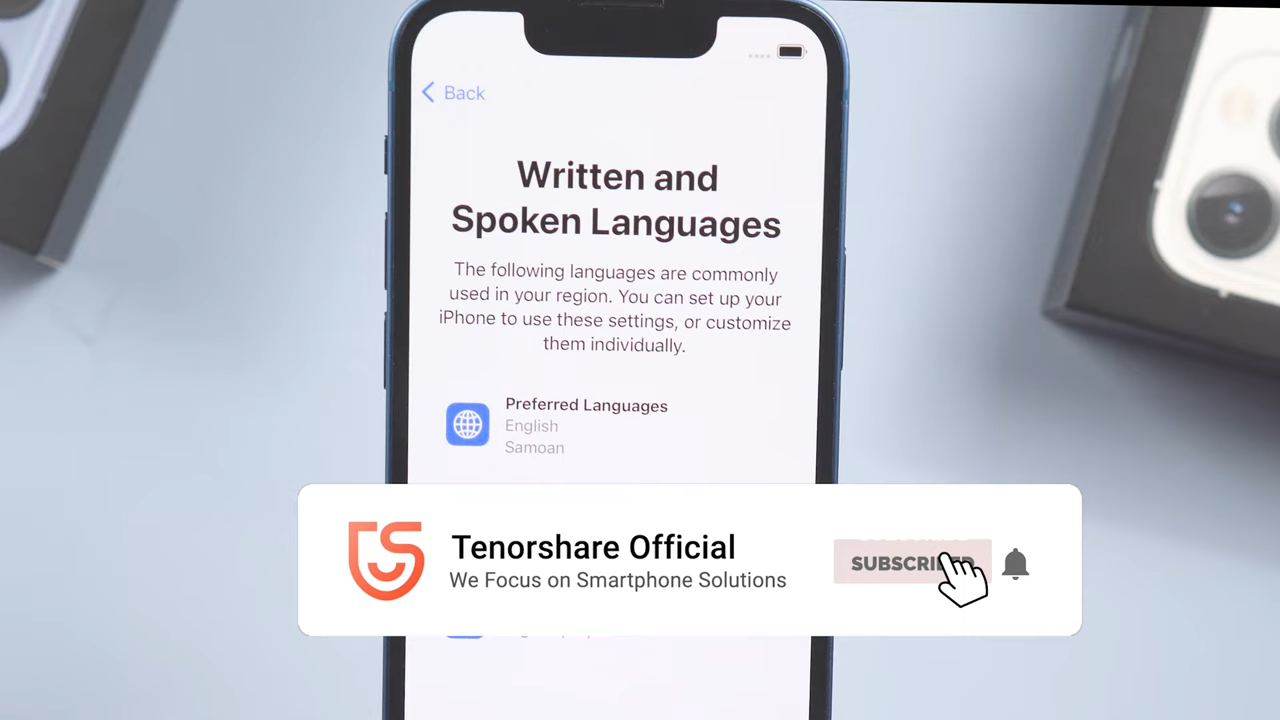 Back
Written and
Spoken Languages
The following languages are commonly
used in your region. You can set up your
iPhone to use these settings, or customize
them individually.
Preferred Languages
English
Samoan
Tenorshare Official
We Focus on Smartphone Solutions
SUBSCRIBED